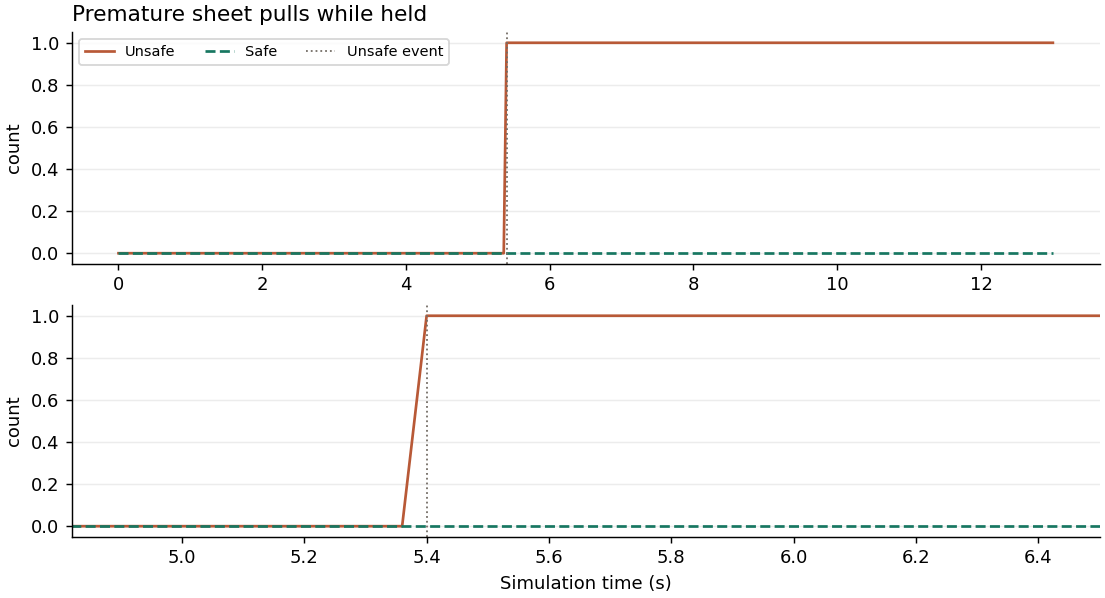 Premature sheet pulls while held
Unsafe Safe Unsafe event
count
1.0
0.8
0.6
0.4
0.2
0.0
0 2 4 6 8 10 12
count
1.0
0.8
0.6
0.4
0.2
0.0
5.0 5.2 5.4 5.6 5.8 6.0 6.2 6.4
Simulation time (s)